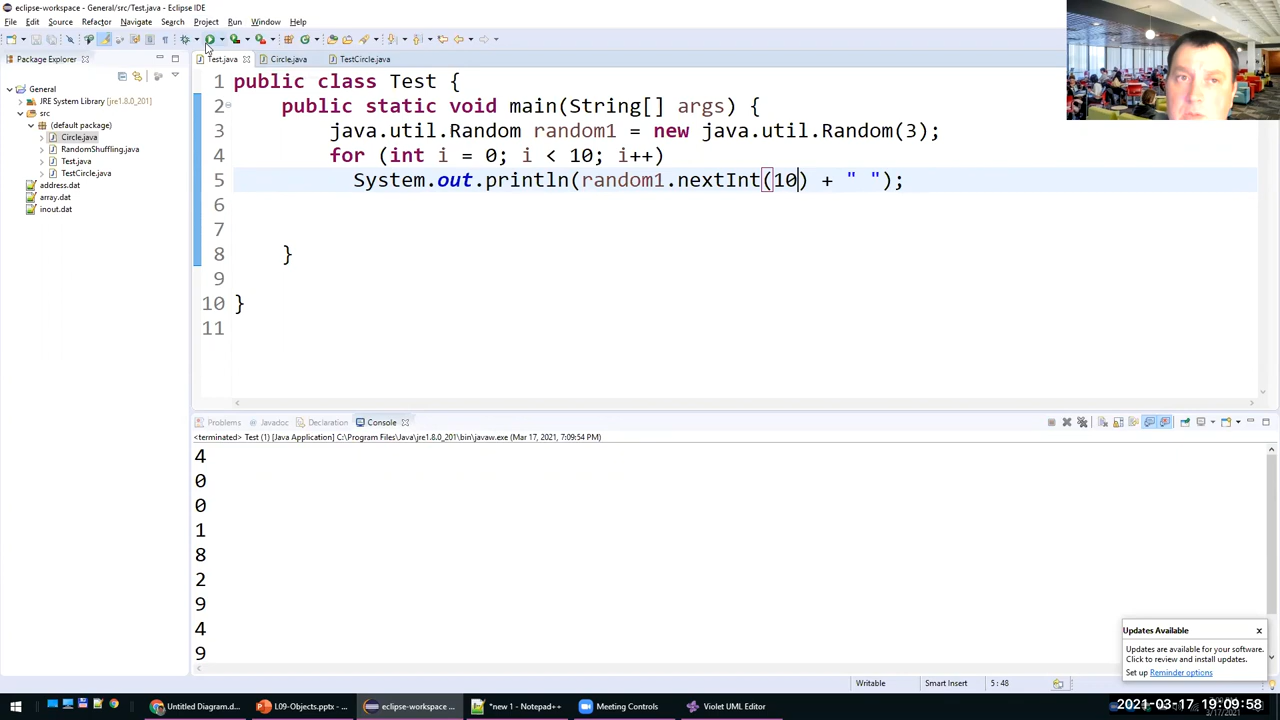 eclipse-workspace - General/src/Test.java - Eclipse IDE
File Edit Source Refactor Navigate Search Project Run Window Help
Package Explorer
Test.java Circle.java TestCircle.java
General
JRE System Library [jre1.8.0_201]
src
(default package)
Circle.java
RandomShuffling.java
Test.java
TestCircle.java
address.dat
array.dat
inout.dat
1 public class Test {
2 public static void main(String[] args) {
3 java.util.Random random1 = new java.util.Random(3);
4 for (int i = 0; i < 10; i++)
5 System.out.println(random1.nextInt(10) + " ");
6
7
8 }
9
10 }
11
Problems Javadoc Declaration Console
<terminated> Test (1) [Java Application] C:\Program Files\Java\jre1.8.0_201\bin\javaw.exe (Mar 17, 2021, 7:09:54 PM)
4
0
0
1
8
2
9
4
9
Updates Available
Updates are available for your software.
Click to review and install updates.
Set up Reminder options
Writable Smart Insert 5 : 48
Untitled Diagram.d... L09-Objects.pptx - ... eclipse-workspace ... *new 1 - Notepad++ Meeting Controls Violet UML Editor
2021-03-17 19:09:58
3/17/2021